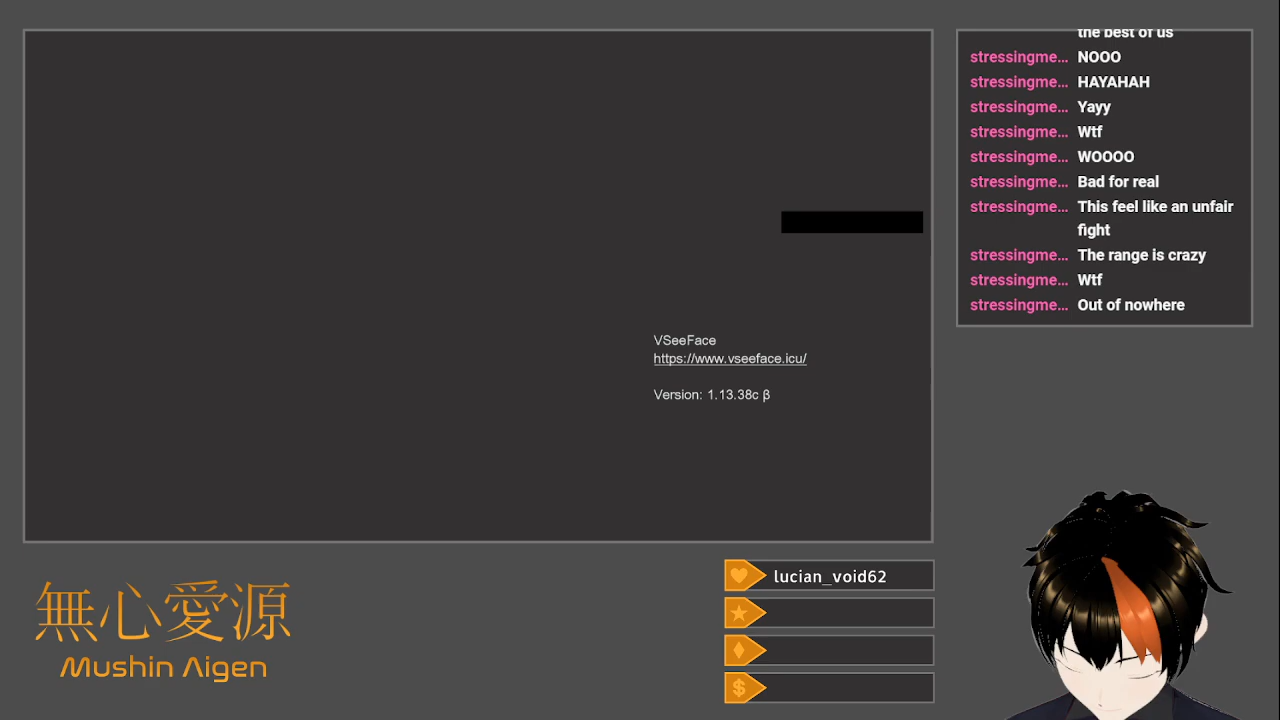 the best of us
stressingme... NOOO
stressingme... HAYAHAH
stressingme... Yayy
stressingme... Wtf
stressingme... WOOOO
stressingme... Bad for real
stressingme... This feel like an unfair
fight
stressingme... The range is crazy
stressingme... Wtf
stressingme... Out of nowhere
VSeeFace
https://www.vseeface.icu/
Version: 1.13.38c β
lucian_void62
$
無心愛源
Mushin Aigen